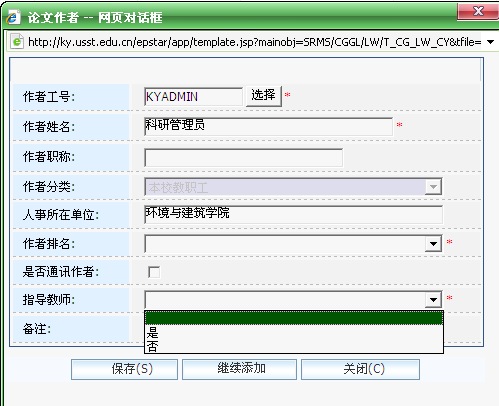 论文作者 -- 网页对话框
http://ky.usst.edu.cn/epstar/app/template.jsp?mainobj=SRMS/CGGL/LW/T_CG_LW_CY&tfile=
作者工号: KYADMIN 选择 *
作者姓名: 科研管理员 *
作者职称:
作者分类: 本校教职工
人事所在单位: 环境与建筑学院
作者排名: *
是否通讯作者:
指导教师: *
备注:
是
否
保存(S) 继续添加 关闭(C)